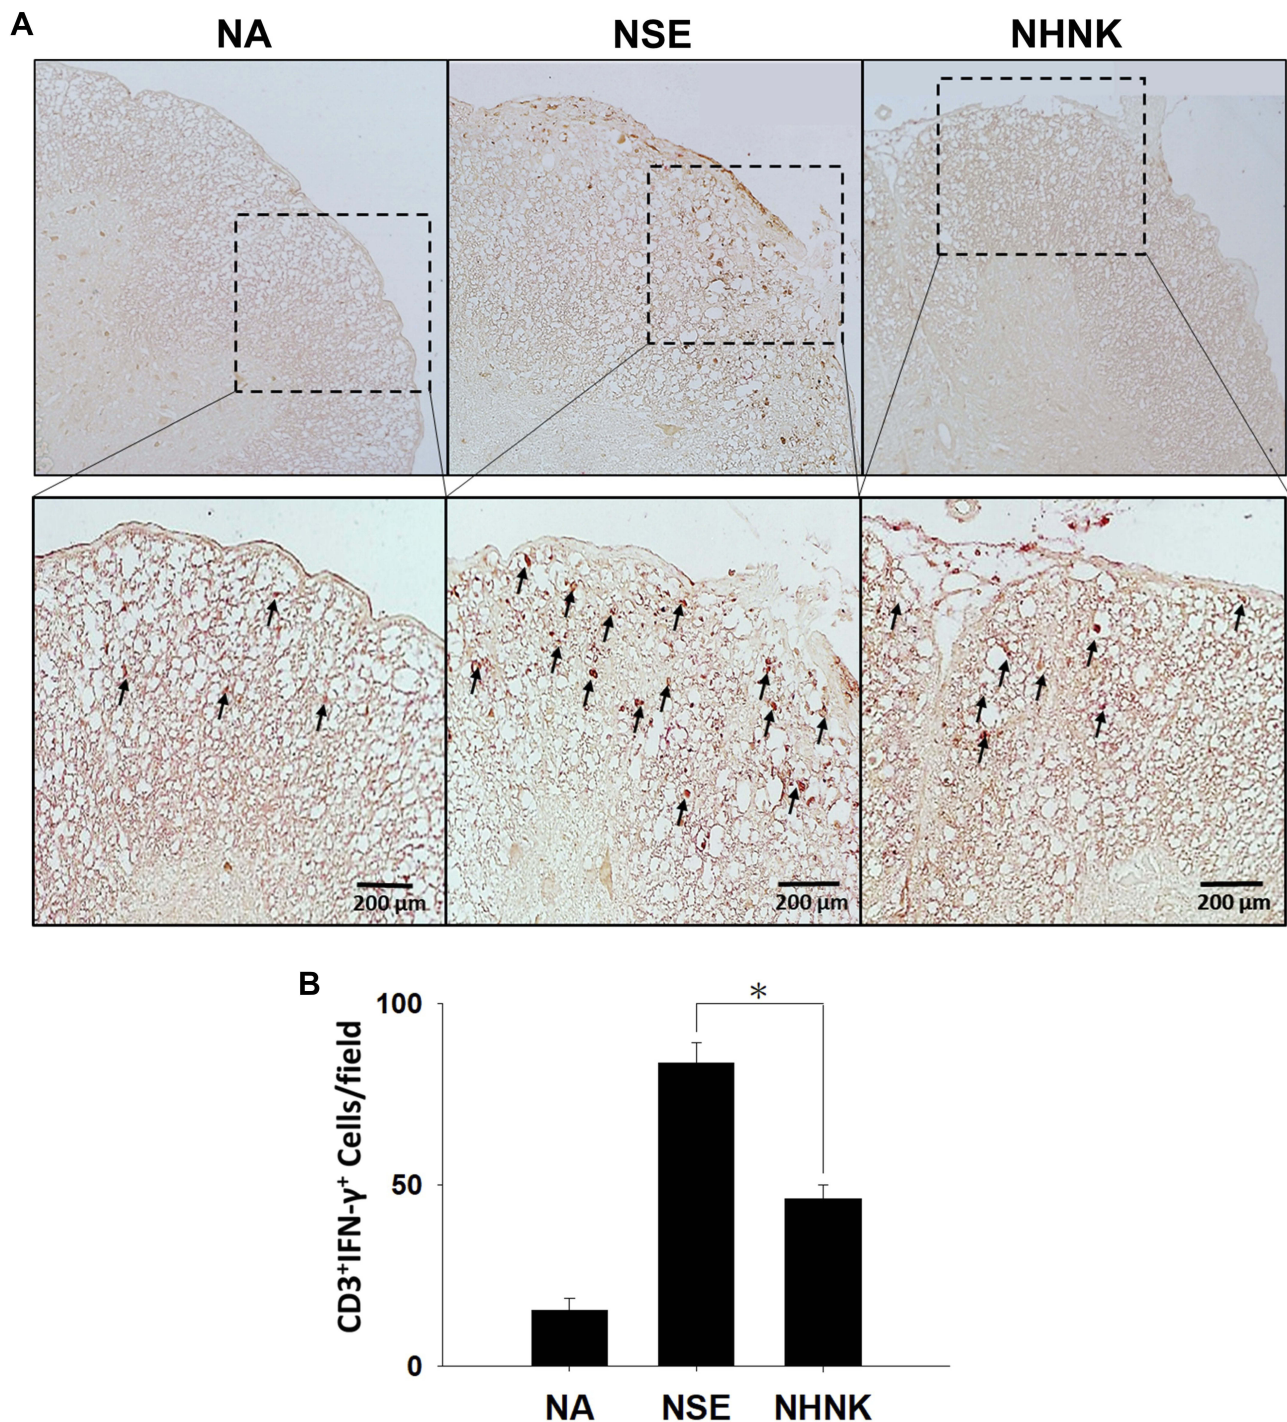 A
NA NSE NHNK
200 μm 200 μm 200 μm
B
CD3⁺IFN-γ⁺ Cells/field
100
*
50
0
NA NSE NHNK